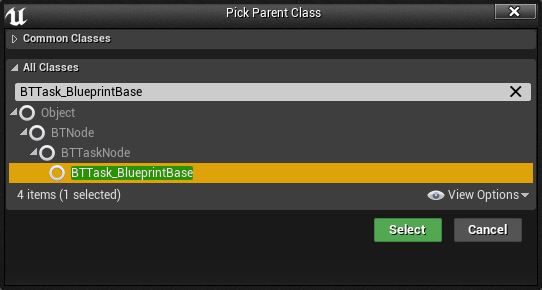 Pick Parent Class
Common Classes
All Classes
BTTask_BlueprintBase
Object
BTNode
BTTaskNode
BTTask_BlueprintBase
4 items (1 selected)
View Options
Select
Cancel